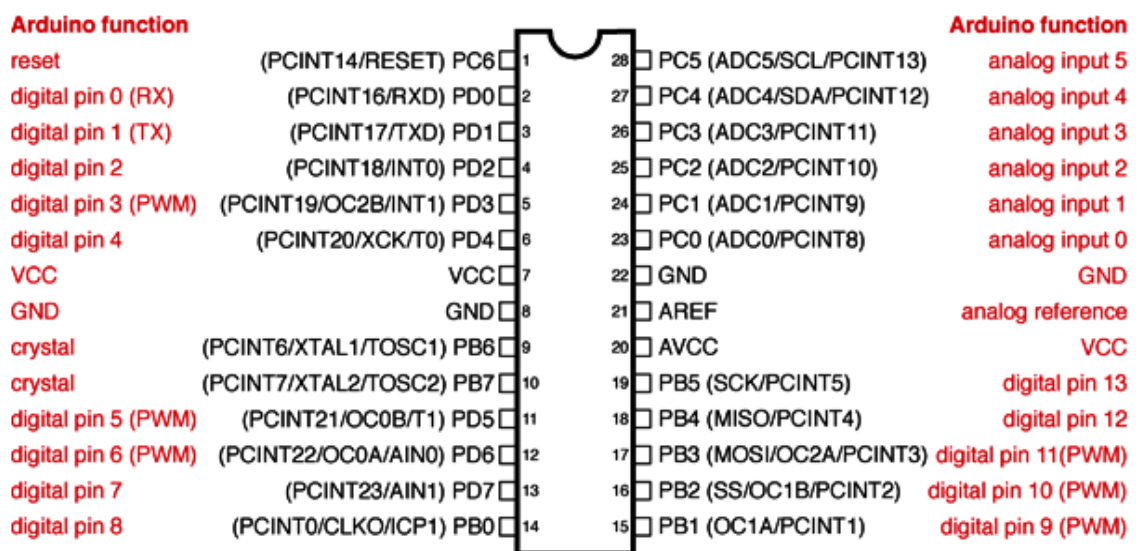 Arduino function Arduino function
reset (PCINT14/RESET) PC6 1 28 PC5 (ADC5/SCL/PCINT13) analog input 5
digital pin 0 (RX) (PCINT16/RXD) PD0 2 27 PC4 (ADC4/SDA/PCINT12) analog input 4
digital pin 1 (TX) (PCINT17/TXD) PD1 3 26 PC3 (ADC3/PCINT11) analog input 3
digital pin 2 (PCINT18/INT0) PD2 4 25 PC2 (ADC2/PCINT10) analog input 2
digital pin 3 (PWM) (PCINT19/OC2B/INT1) PD3 5 24 PC1 (ADC1/PCINT9) analog input 1
digital pin 4 (PCINT20/XCK/T0) PD4 6 23 PC0 (ADC0/PCINT8) analog input 0
VCC VCC 7 22 GND GND
GND GND 8 21 AREF analog reference
crystal (PCINT6/XTAL1/TOSC1) PB6 9 20 AVCC VCC
crystal (PCINT7/XTAL2/TOSC2) PB7 10 19 PB5 (SCK/PCINT5) digital pin 13
digital pin 5 (PWM) (PCINT21/OC0B/T1) PD5 11 18 PB4 (MISO/PCINT4) digital pin 12
digital pin 6 (PWM) (PCINT22/OC0A/AIN0) PD6 12 17 PB3 (MOSI/OC2A/PCINT3) digital pin 11(PWM)
digital pin 7 (PCINT23/AIN1) PD7 13 16 PB2 (SS/OC1B/PCINT2) digital pin 10 (PWM)
digital pin 8 (PCINT0/CLKO/ICP1) PB0 14 15 PB1 (OC1A/PCINT1) digital pin 9 (PWM)